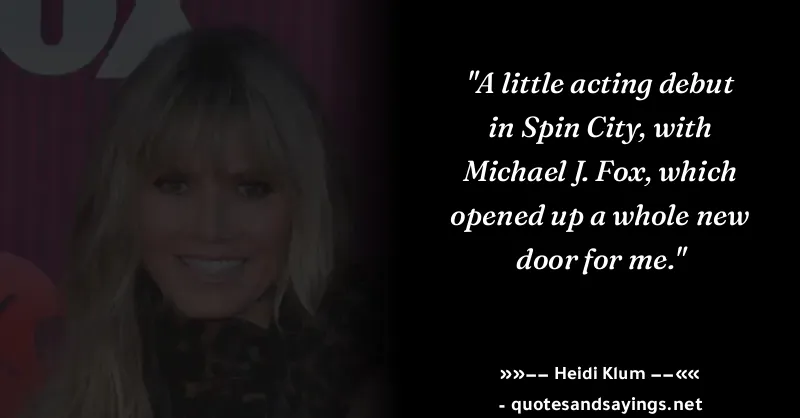 OX
"A little acting debut
in Spin City, with
Michael J. Fox, which
opened up a whole new
door for me."
»»−− Heidi Klum −−««
- quotesandsayings.net